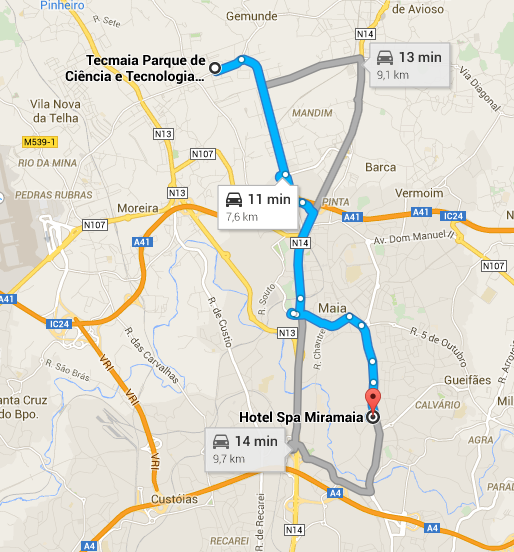 Pinheiro
Gemunde
de Avioso
N14
Tecmaia Parque de
Ciência e Tecnologia...
13 min
9,1 km
Via Diagonal
Vila Nova
da Telha
MANDIM
M539-1
N13
N107
RIO DA MINA
Barca
PEDRAS RUBRAS
N13
11 min
7,6 km
PINTA
Vermoim
Moreira
N107
A41
IC24
A41
N14
Av. Dom Manuel II
N107
A41
R. Souto
IC24
R. de Custió
Maia
N13
R. Chantre
R. 5 de Outubro
VRI
R. das Carvalhas
R. São Brás
Gueifães
Santa Cruz
do Bpo.
CALVÁRIO
Hotel Spa Miramaia
14 min
9,7 km
AGRA
VRI
Custóias
R. de Recarei
A4
A4
N14
RECAREI
A4